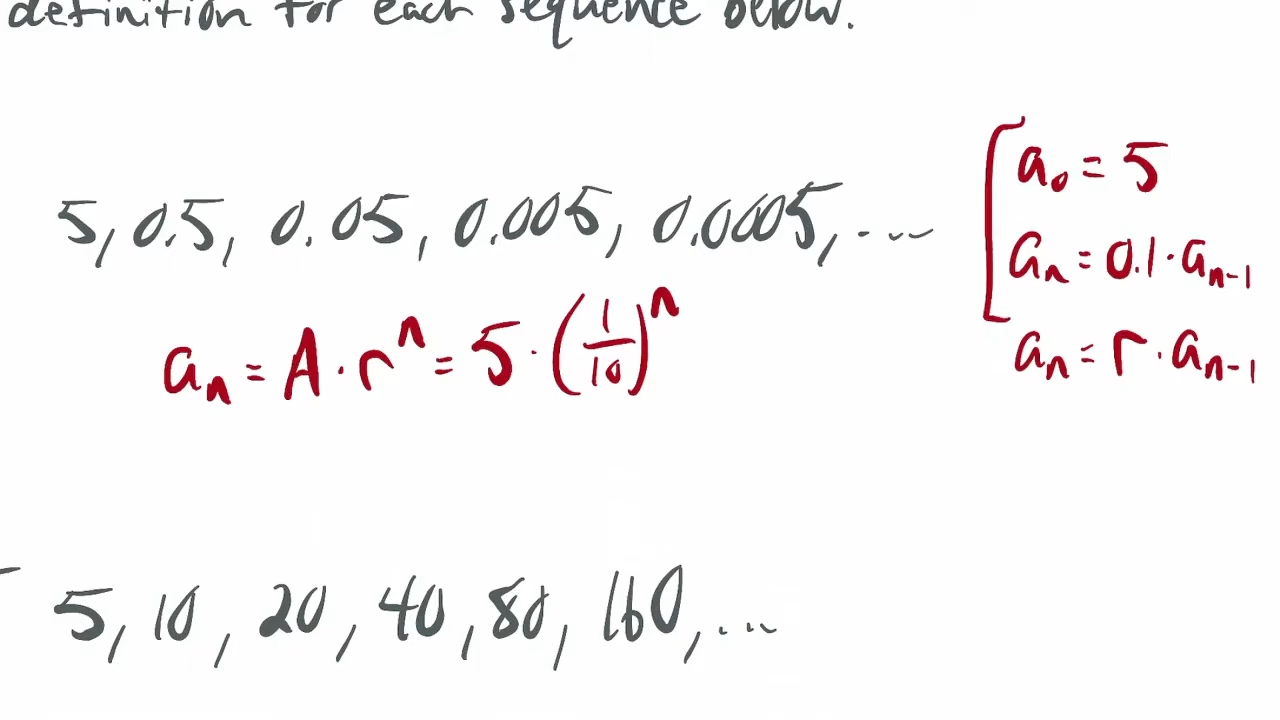 definition for each sequence below.
5, 0.5, 0.05, 0.005, 0.0005, ...
a₀ = 5
aₙ = 0.1 · aₙ₋₁
aₙ = r · aₙ₋₁
aₙ = A · rⁿ = 5 · (1/10)ⁿ
5, 10, 20, 40, 80, 160, ...